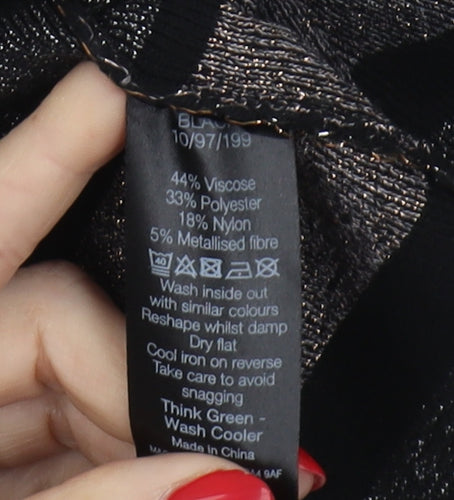 10/97/199
44% Viscose
33% Polyester
18% Nylon
5% Metallised fibre
40
Wash inside out
with similar colours
Reshape whilst damp
Dry flat
Cool iron on reverse
Take care to avoid
snagging
Think Green -
Wash Cooler
Made in China
9AF